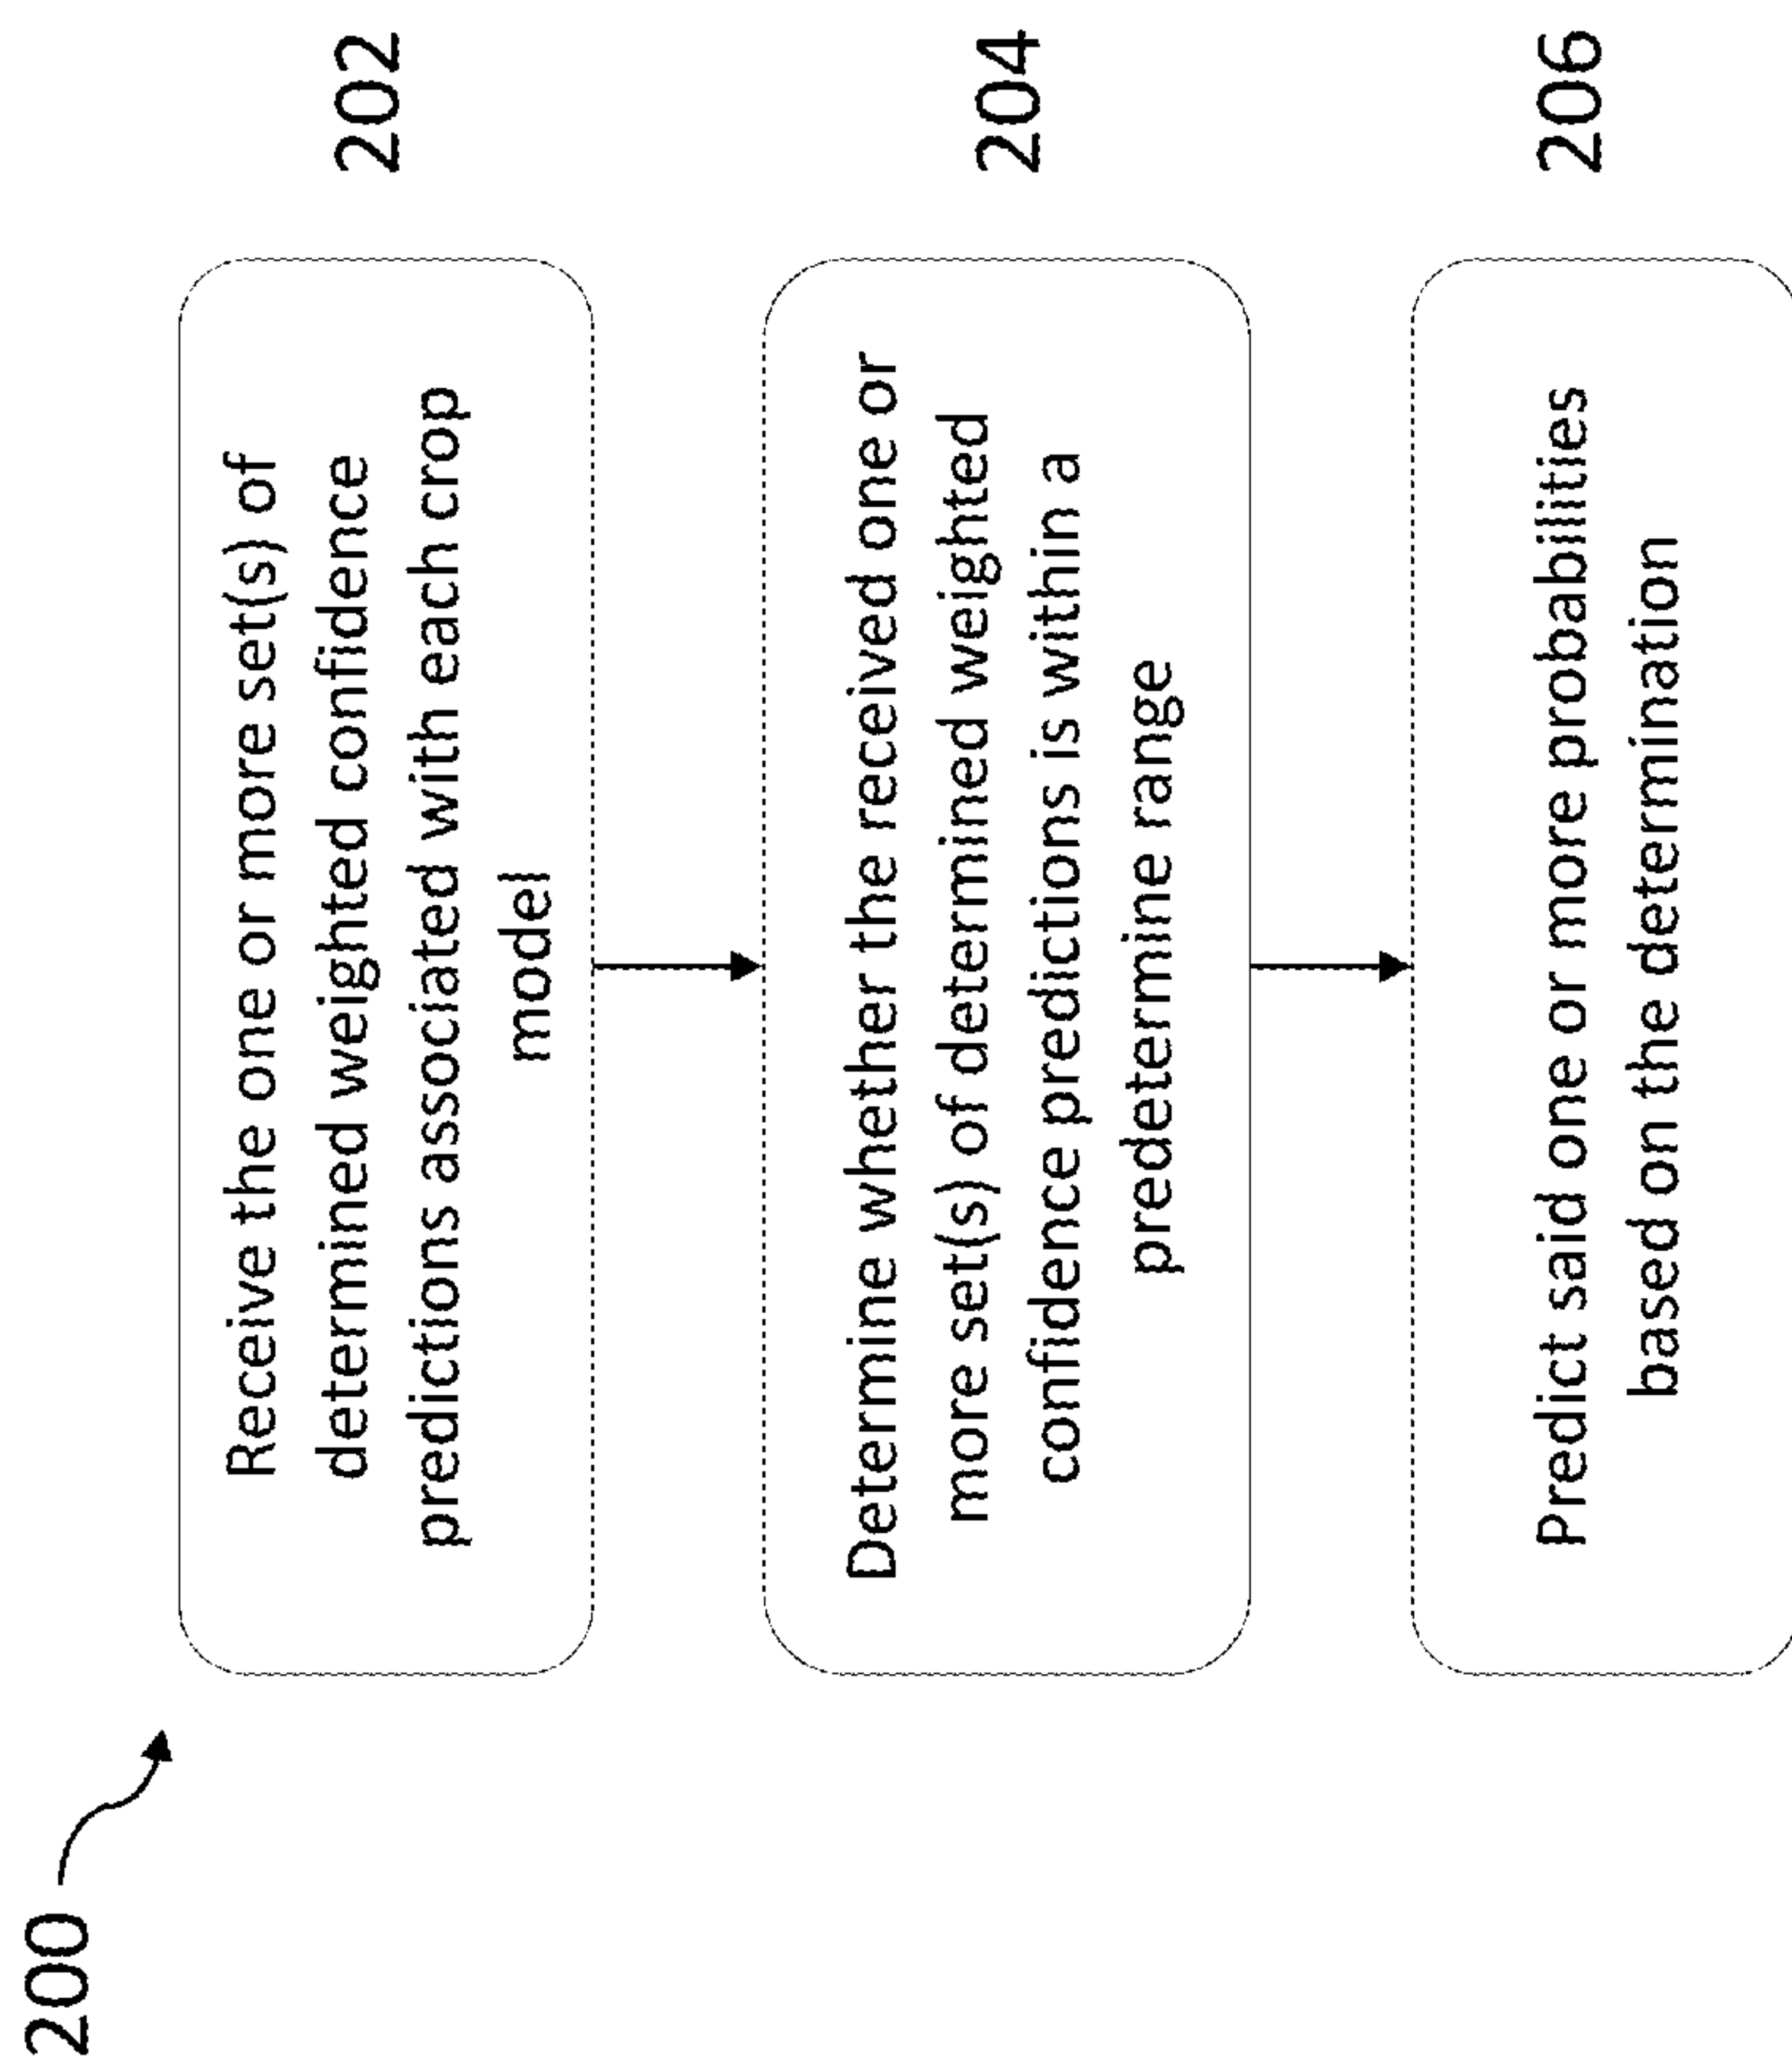 200
Receive the one or more set(s) of
determined weighted confidence
predictions associated with each crop
model
202
Determine whether the received one or
more set(s) of determined weighted
confidence predictions is within a
predetermine range
204
Predict said one or more probabilities
based on the determination
206